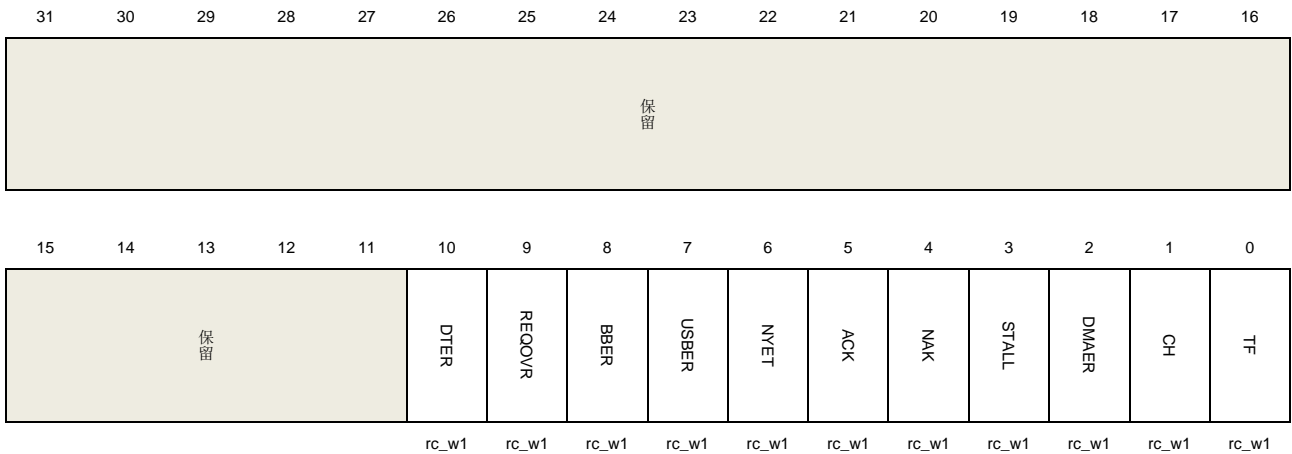 31 30 29 28 27 26 25 24 23 22 21 20 19 18 17 16
保留
15 14 13 12 11 10 9 8 7 6 5 4 3 2 1 0
保留 DTER REQOVR BBER USBER NYET ACK NAK STALL DMAER CH TF
rc_w1 rc_w1 rc_w1 rc_w1 rc_w1 rc_w1 rc_w1 rc_w1 rc_w1 rc_w1 rc_w1